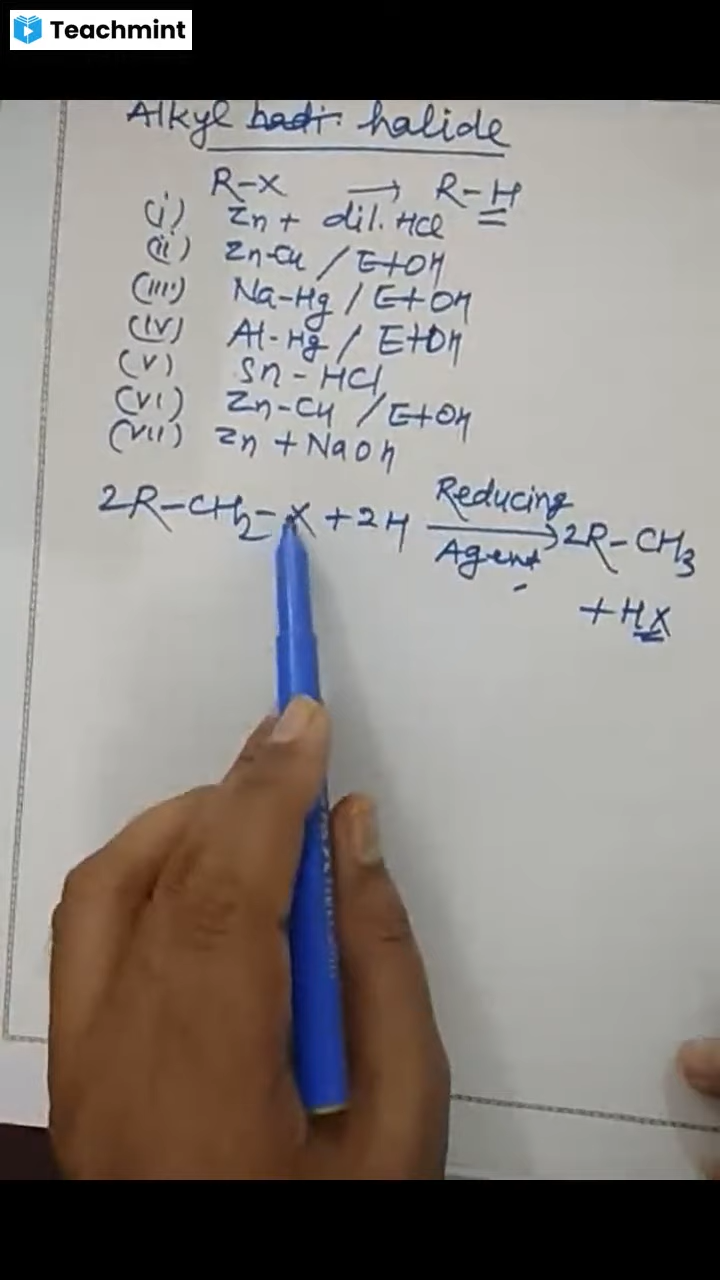 Teachmint
Alkyl halide
R-X → R-H
(i) Zn + dil. HCl
(ii) Zn-Cu / EtOH
(iii) Na-Hg / EtOH
(iv) Al-Hg / EtOH
(v) Sn - HCl
(vi) Zn-Cu / EtOH
(vii) Zn + NaOH
2R-CH2-X + 2H Reducing Agent → 2R-CH3
+ HX